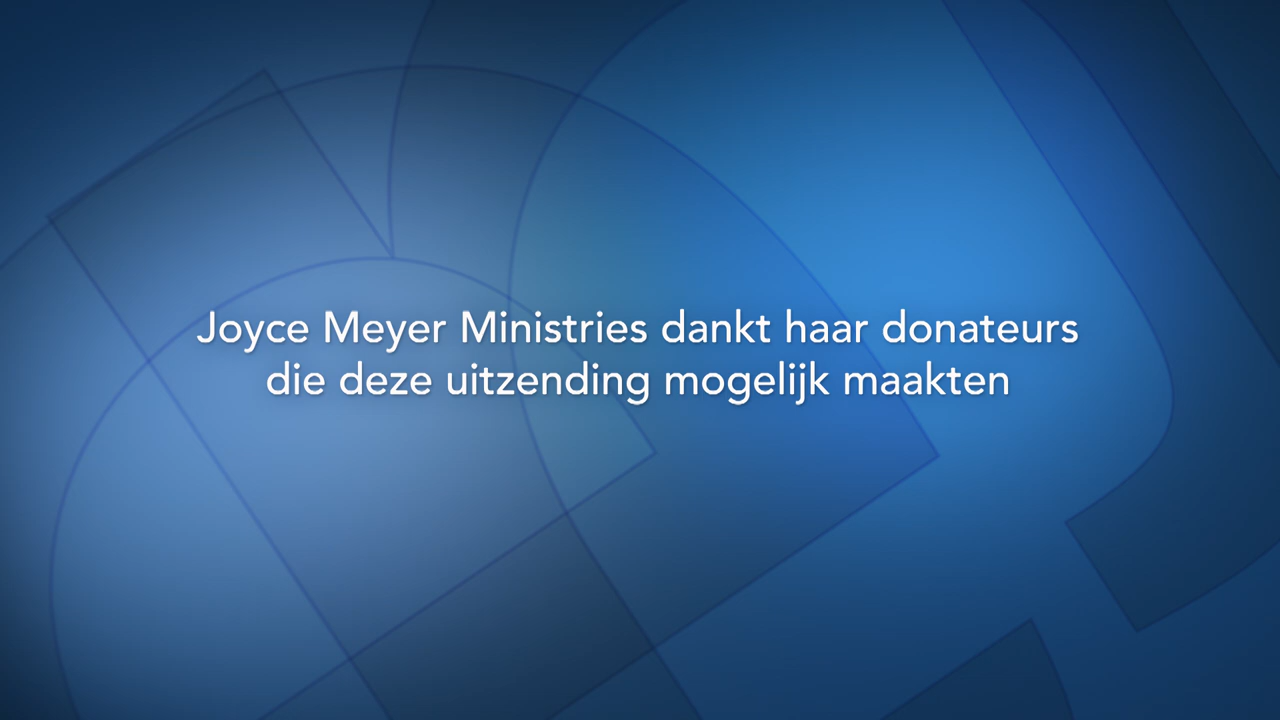 Joyce Meyer Ministries dankt haar donateurs
die deze uitzending mogelijk maakten